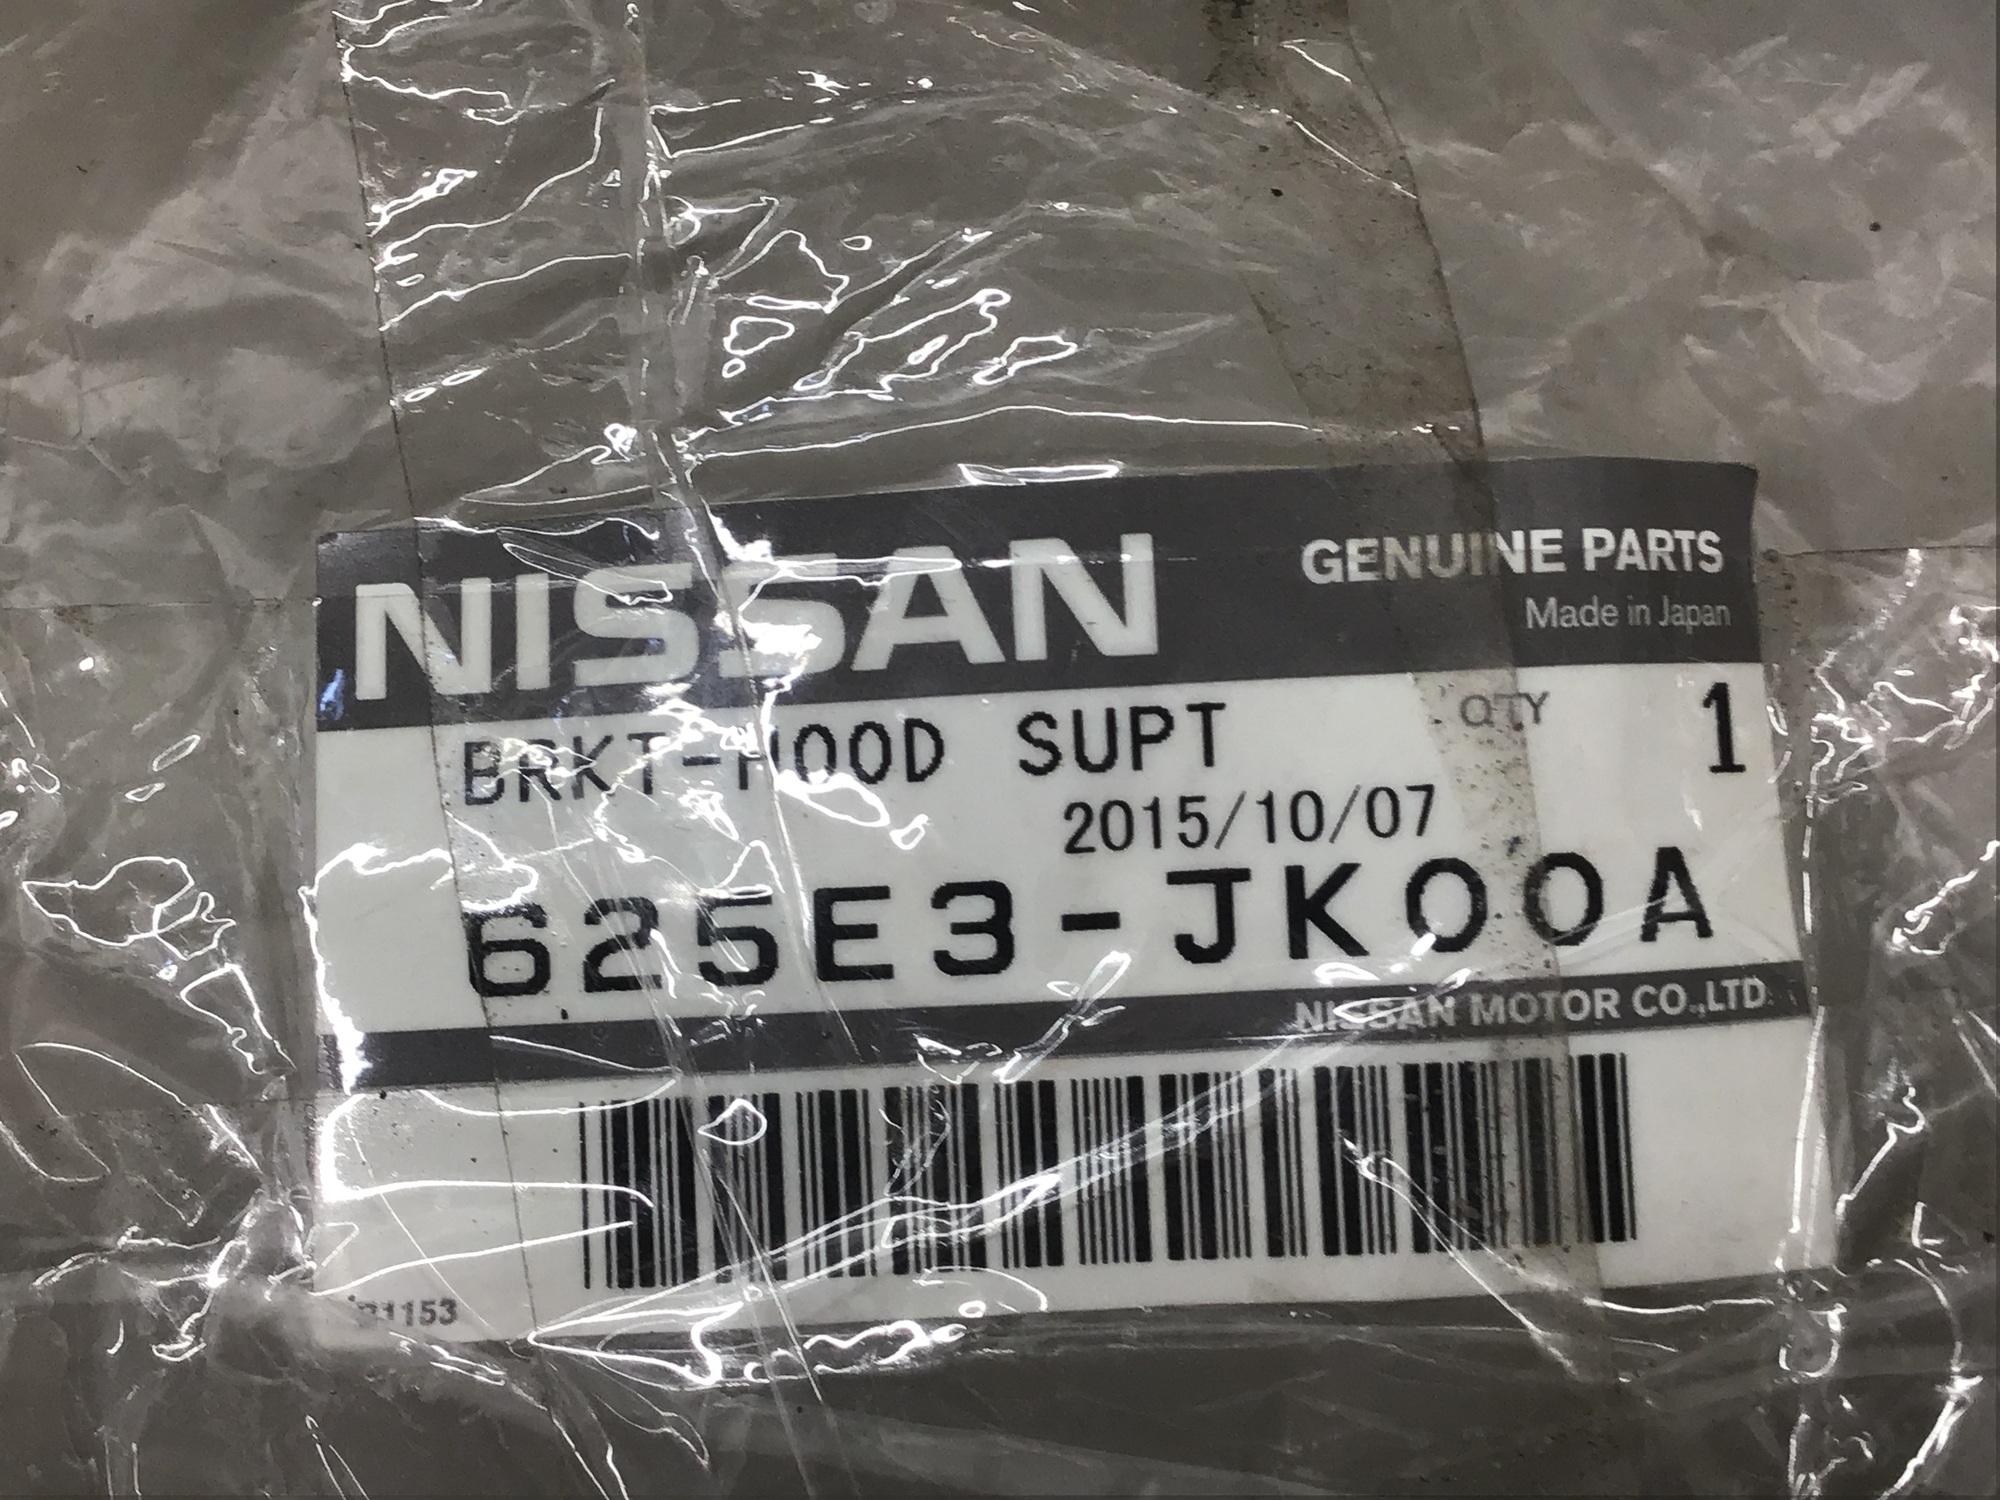 NISSAN
GENUINE PARTS
Made in Japan
BRKT-HOOD SUPT
QTY 1
2015/10/07
625E3-JK00A
NISSAN MOTOR CO.,LTD.